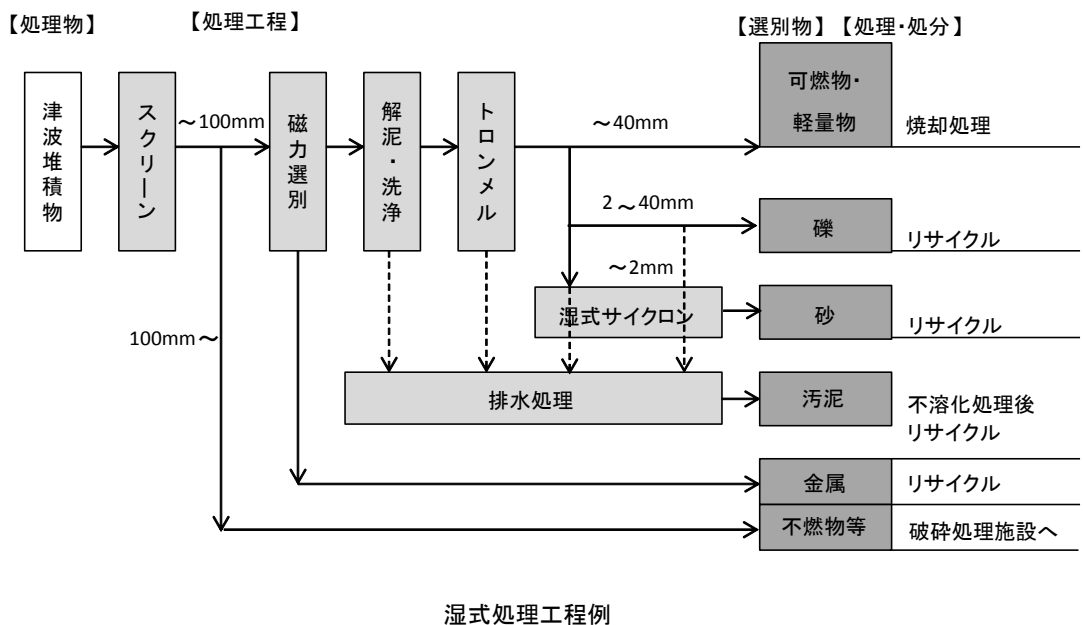 【処理物】
【処理工程】
【選別物】【処理・処分】
津波堆積物
スクリーン
～100mm
磁力選別
解泥・洗浄
トロンメル
～40mm
可燃物・
軽量物
焼却処理
2～40mm
礫
リサイクル
～2mm
湿式サイクロン
砂
リサイクル
100mm～
排水処理
汚泥
不溶化処理後
リサイクル
金属
リサイクル
不燃物等
破砕処理施設へ
湿式処理工程例